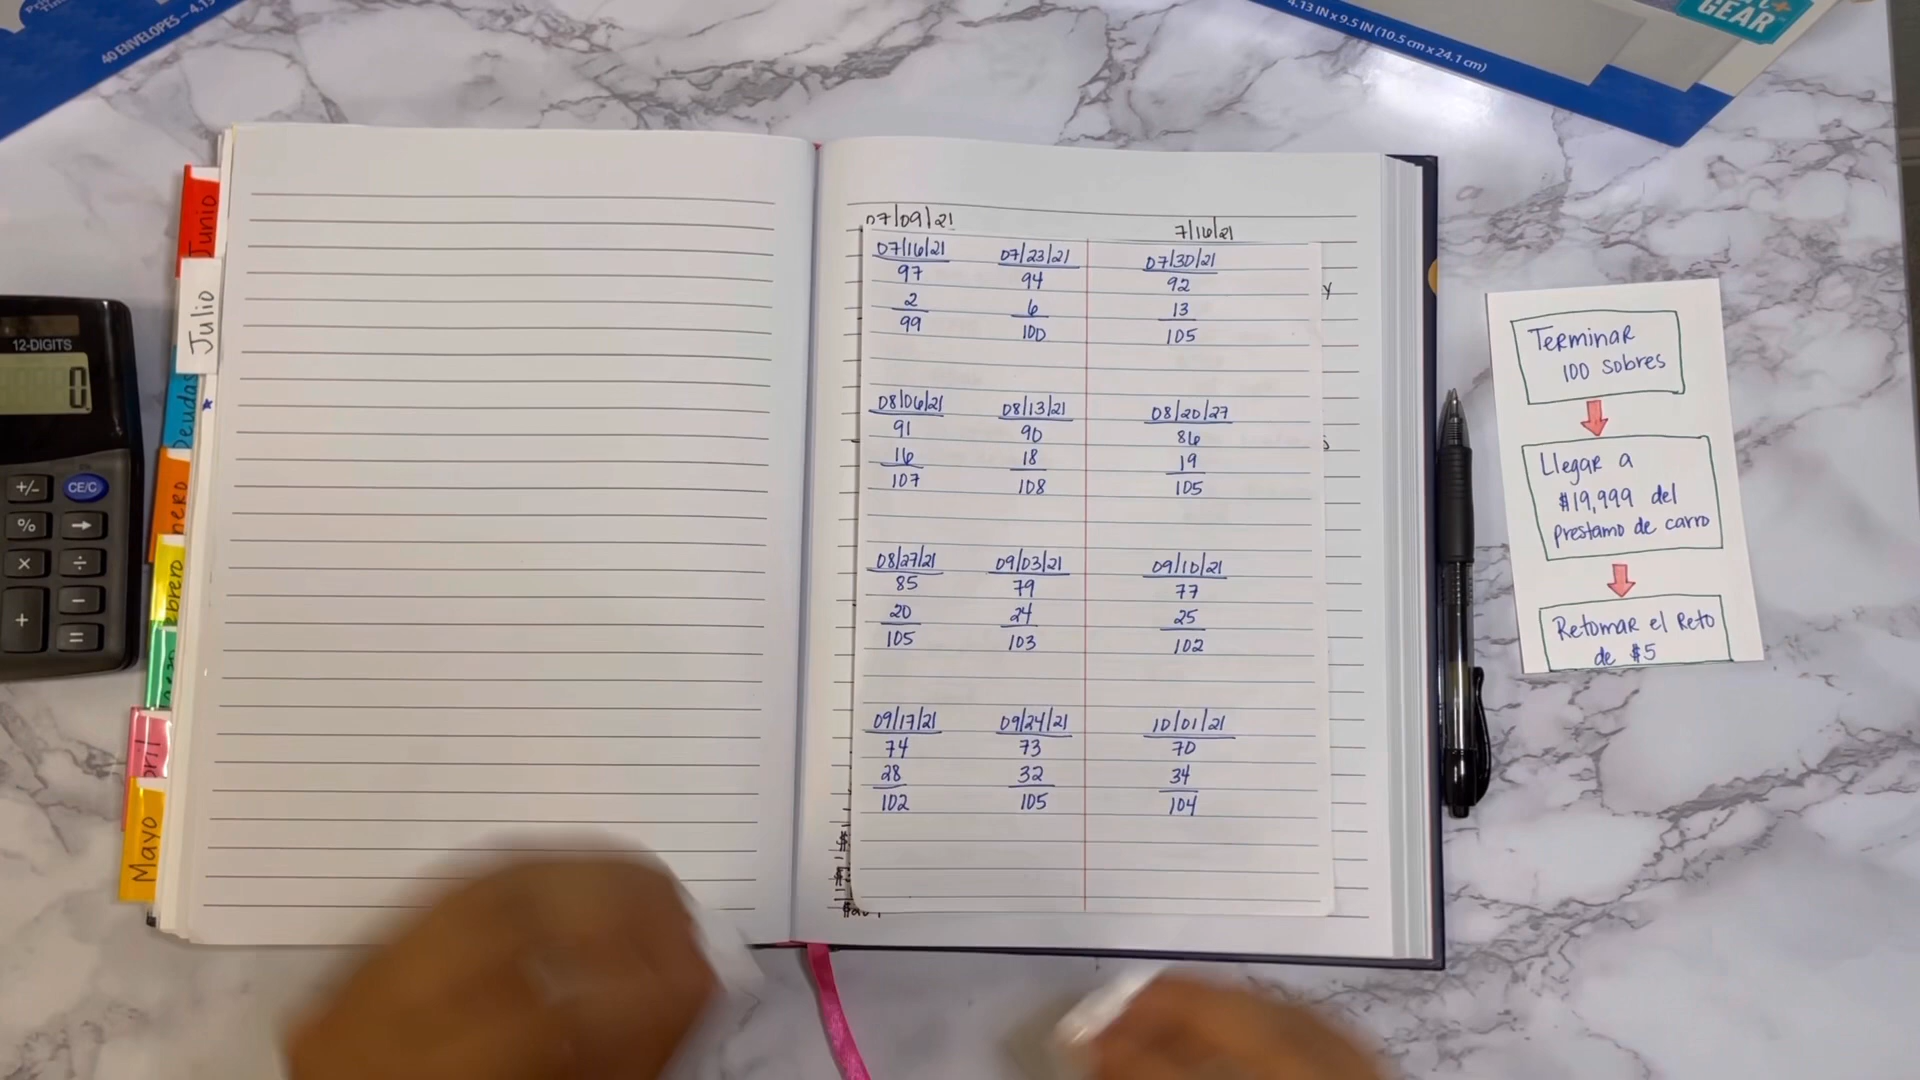 40 ENVELOPES - 4.13
4.13 IN x 9.5 IN (10.5 cm x 24.1 cm)
GEAR
12-DIGITS
0.
+/-
CE/C
%
→
×
÷
+
−
=
Junio
Julio
Deudas
nero
ebrero
ril
Mayo
07/09/21
7/16/21
07/16/21 07/23/21 07/30/21
97 94 92
2 6 13
99 100 105
08/06/21 08/13/21 08/20/27
91 90 86
16 18 19
107 108 105
08/27/21 09/03/21 09/10/21
85 79 77
20 24 25
105 103 102
09/17/21 09/24/21 10/01/21
74 73 70
28 32 34
102 105 104
Terminar
100 sobres
Llegar a
$19,999 del
prestamo de carro
Retomar el Reto
de $5